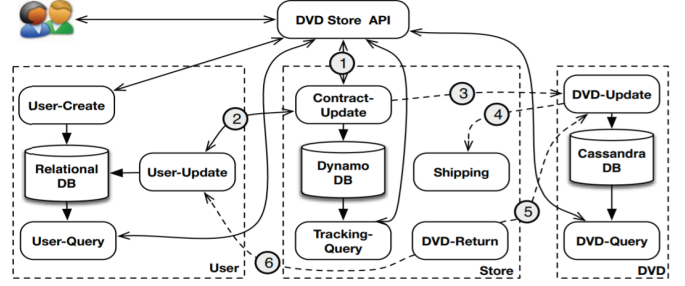 DVD Store API
1
User-Create
Contract-
Update
3
DVD-Update
2
4
Relational
DB
User-Update
Dynamo
DB
Shipping
Cassandra
DB
5
User-Query
Tracking-
Query
DVD-Return
DVD-Query
6
User
Store
DVD